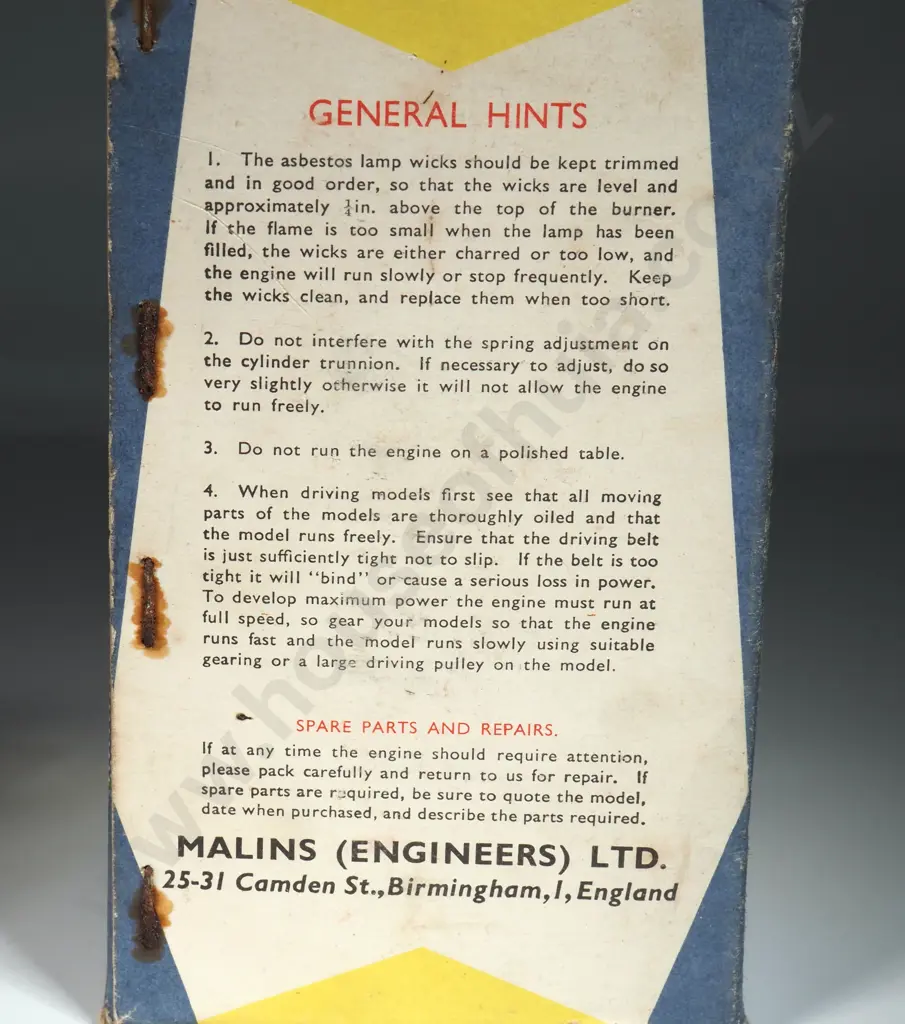 GENERAL HINTS
1. The asbestos lamp wicks should be kept trimmed
and in good order, so that the wicks are level and
approximately in. above the top of the burner.
If the flame is too small when the lamp has been
filled, the wicks are either charred or too low, and
the engine will run slowly or stop frequently. Keep
the wicks clean, and replace them when too short.
2. Do not interfere with the spring adjustment on
the cylinder trunnion. If necessary to adjust, do so
very slightly otherwise it will not allow the engine
to run freely.
3. Do not run the engine on a polished table.
4. When driving models first see that all moving
parts of the models are thoroughly oiled and that
the model runs freely. Ensure that the driving belt
is just sufficiently tight not to slip. If the belt is too
tight it will "bind" or cause a serious loss in power.
To develop maximum power the engine must run at
full speed, so gear your models so that the engine
runs fast and the model runs slowly using suitable
gearing or a large driving pulley on the model.
SPARE PARTS AND REPAIRS.
If at any time the engine should require attention,
please pack carefully and return to us for repair. If
spare parts are required, be sure to quote the model,
date when purchased, and describe the parts required.
MALINS (ENGINEERS) LTD.
25-31 Camden St., Birmingham, 1, England